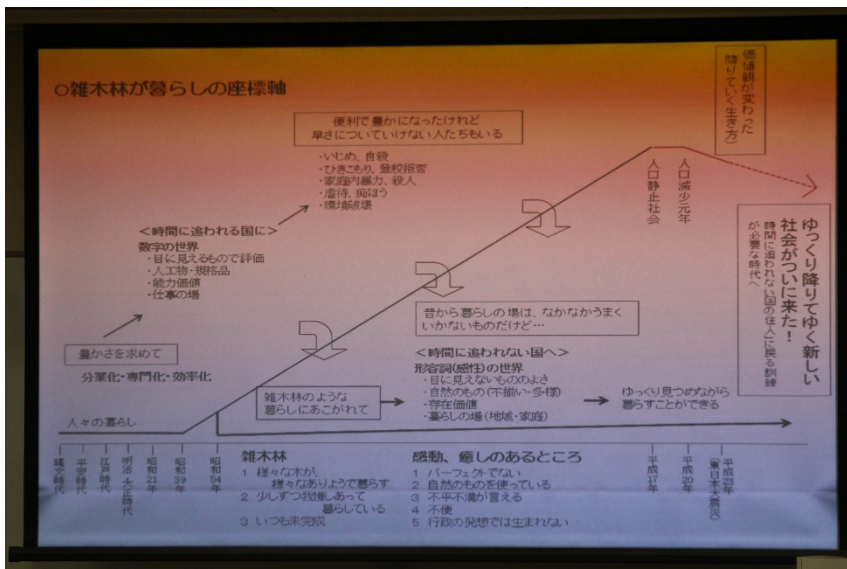 ○雑木林が暮らしの座標軸
価値観が変わった
(降りていく生き方)
便利で豊かになったけれど
早さについていけない人たちもいる
・いじめ、自殺
・ひきこもり、登校拒否
・家庭内暴力、殺人
・虐待、痴ほう
・環境破壊
人口静止社会
人口減少元年
<時間に追われる国に>
数字の世界
・目に見えるもので評価
・人工物・規格品
・能力価値
・仕事の場
ゆっくり降りてゆく新しい
社会がついに来た!
「時間に追われない国の住人」に戻る訓練
が必要な時代へ
昔から暮らしの場は、なかなかうまく
いかないものだけど…
豊かさを求めて
分業化・専門化・効率化
<時間に追われない国へ>
形容詞(感性)の世界
・目に見えないもののよさ
・自然のもの(不揃い・多様)
・存在価値
・暮らしの場(地域・家庭)
雑木林のような
暮らしにあこがれて
ゆっくり見つめながら
暮らすことができる
人々の暮らし
縄文時代
平安時代
江戸時代
明治・大正時代
昭和21年
昭和39年
昭和54年
平成17年
平成20年
平成23年
(東日本大震災)
雑木林
1 様々な木が、
様々なありようで暮らす
2 少しずつ我慢しあって
暮らしている
3 いつも未完成
感動、癒しのあるところ
1 パーフェクトでない
2 自然のものを使っている
3 不平不満が言える
4 不便
5 行政の発想では生まれない